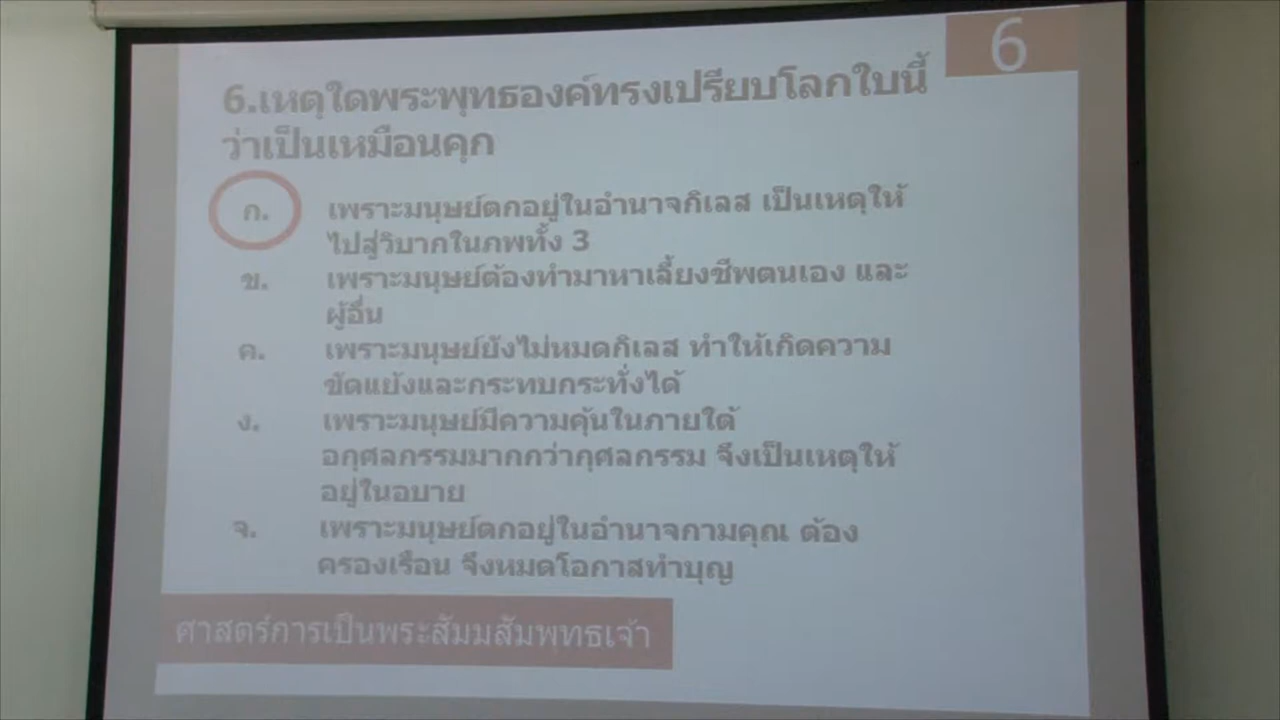 6
6.เหตุใดพระพุทธองค์ทรงเปรียบโลกใบนี้
ว่าเป็นเหมือนคุก
ก. เพราะมนุษย์ตกอยู่ในอำนาจกิเลส เป็นเหตุให้
ไปสู่วิบากในภพทั้ง 3
ข. เพราะมนุษย์ต้องทำมาหาเลี้ยงชีพตนเอง และ
ผู้อื่น
ค. เพราะมนุษย์ยังไม่หมดกิเลส ทำให้เกิดความ
ขัดแย้งและกระทบกระทั่งได้
ง. เพราะมนุษย์มีความคุ้นในภายใต้
อกุศลกรรมมากกว่ากุศลกรรม จึงเป็นเหตุให้
อยู่ในอบาย
จ. เพราะมนุษย์ตกอยู่ในอำนาจกามคุณ ต้อง
ครองเรือน จึงหมดโอกาสทำบุญ
ศาสตร์การเป็นพระสัมมสัมพุทธเจ้า